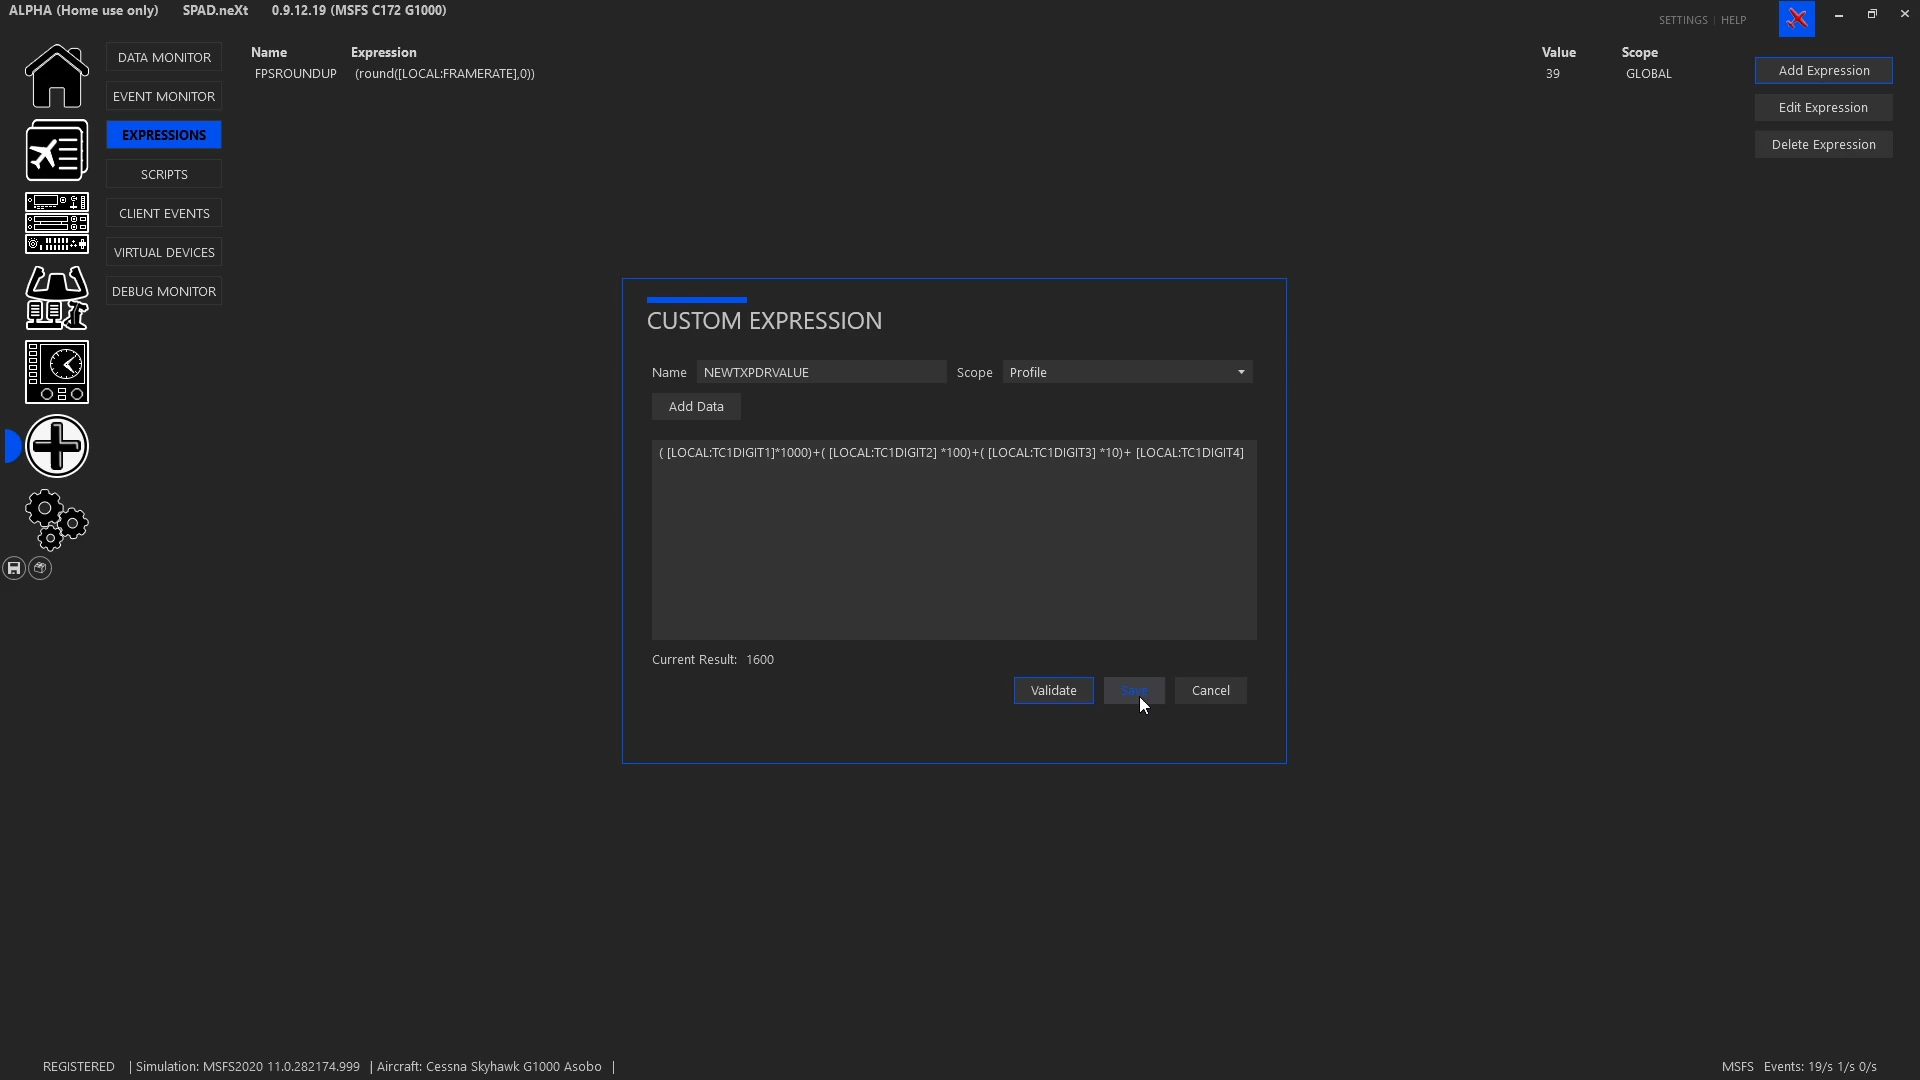 ALPHA (Home use only) SPAD.neXt 0.9.12.19 (MSFS C172 G1000)
SETTINGS | HELP
DATA MONITOR
EVENT MONITOR
EXPRESSIONS
SCRIPTS
CLIENT EVENTS
VIRTUAL DEVICES
DEBUG MONITOR
Name Expression Value Scope
FPSROUNDUP (round([LOCAL:FRAMERATE],0)) 39 GLOBAL
Add Expression
Edit Expression
Delete Expression
CUSTOM EXPRESSION
Name NEWTXPDRVALUE Scope Profile
Add Data
( [LOCAL:TC1DIGIT1]*1000)+( [LOCAL:TC1DIGIT2] *100)+( [LOCAL:TC1DIGIT3] *10)+ [LOCAL:TC1DIGIT4]
Current Result: 1600
Validate Save Cancel
REGISTERED | Simulation: MSFS2020 11.0.282174.999 | Aircraft: Cessna Skyhawk G1000 Asobo |
MSFS Events: 19/s 1/s 0/s